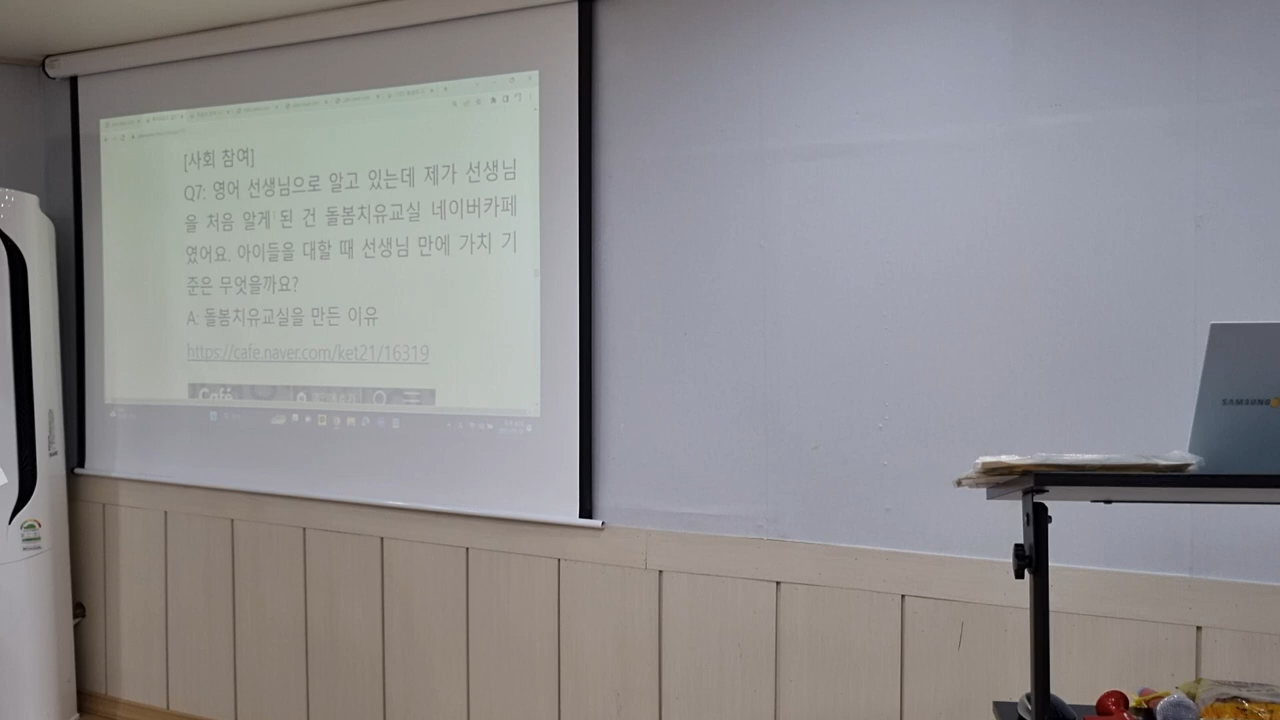 [사회 참여]
Q7: 영어 선생님으로 알고 있는데 제가 선생님
을 처음 알게 된 건 돌봄치유교실 네이버카페
였어요. 아이들을 대할 때 선생님 만에 가치 기
준은 무엇을까요?
A: 돌봄치유교실을 만든 이유
https://cafe.naver.com/ket21/16319
Café
SAMSUNG